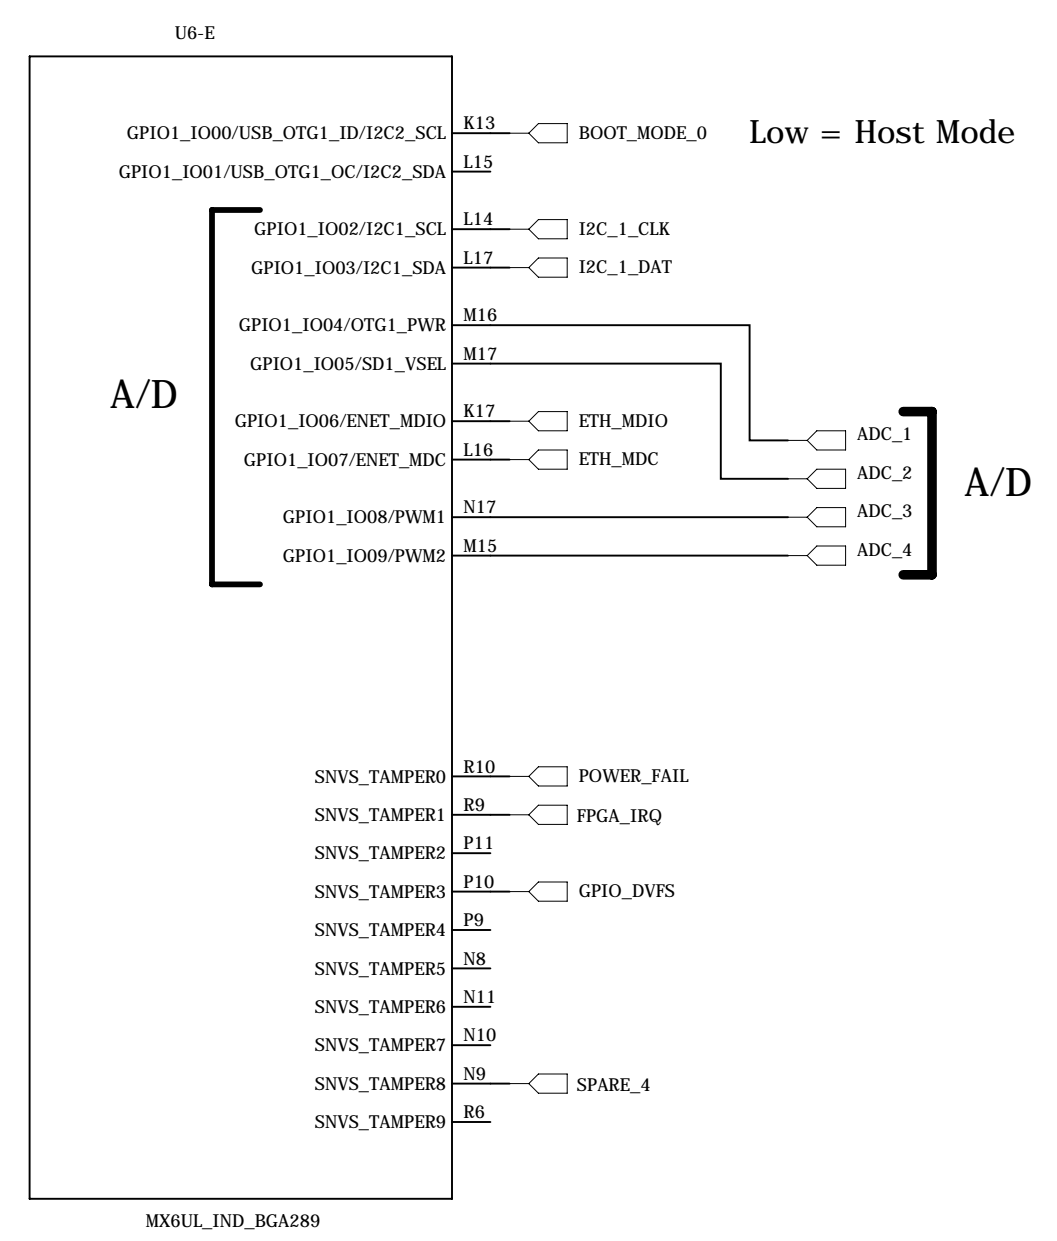 U6-E
GPIO1_IO00/USB_OTG1_ID/I2C2_SCL K13 BOOT_MODE_0 Low = Host Mode
GPIO1_IO01/USB_OTG1_OC/I2C2_SDA L15
GPIO1_IO02/I2C1_SCL L14 I2C_1_CLK
GPIO1_IO03/I2C1_SDA L17 I2C_1_DAT
GPIO1_IO04/OTG1_PWR M16
GPIO1_IO05/SD1_VSEL M17
A/D
GPIO1_IO06/ENET_MDIO K17 ETH_MDIO
ADC_1
GPIO1_IO07/ENET_MDC L16 ETH_MDC
ADC_2
A/D
GPIO1_IO08/PWM1 N17 ADC_3
GPIO1_IO09/PWM2 M15 ADC_4
SNVS_TAMPER0 R10 POWER_FAIL
SNVS_TAMPER1 R9 FPGA_IRQ
SNVS_TAMPER2 P11
SNVS_TAMPER3 P10 GPIO_DVFS
SNVS_TAMPER4 P9
SNVS_TAMPER5 N8
SNVS_TAMPER6 N11
SNVS_TAMPER7 N10
SNVS_TAMPER8 N9 SPARE_4
SNVS_TAMPER9 R6
MX6UL_IND_BGA289